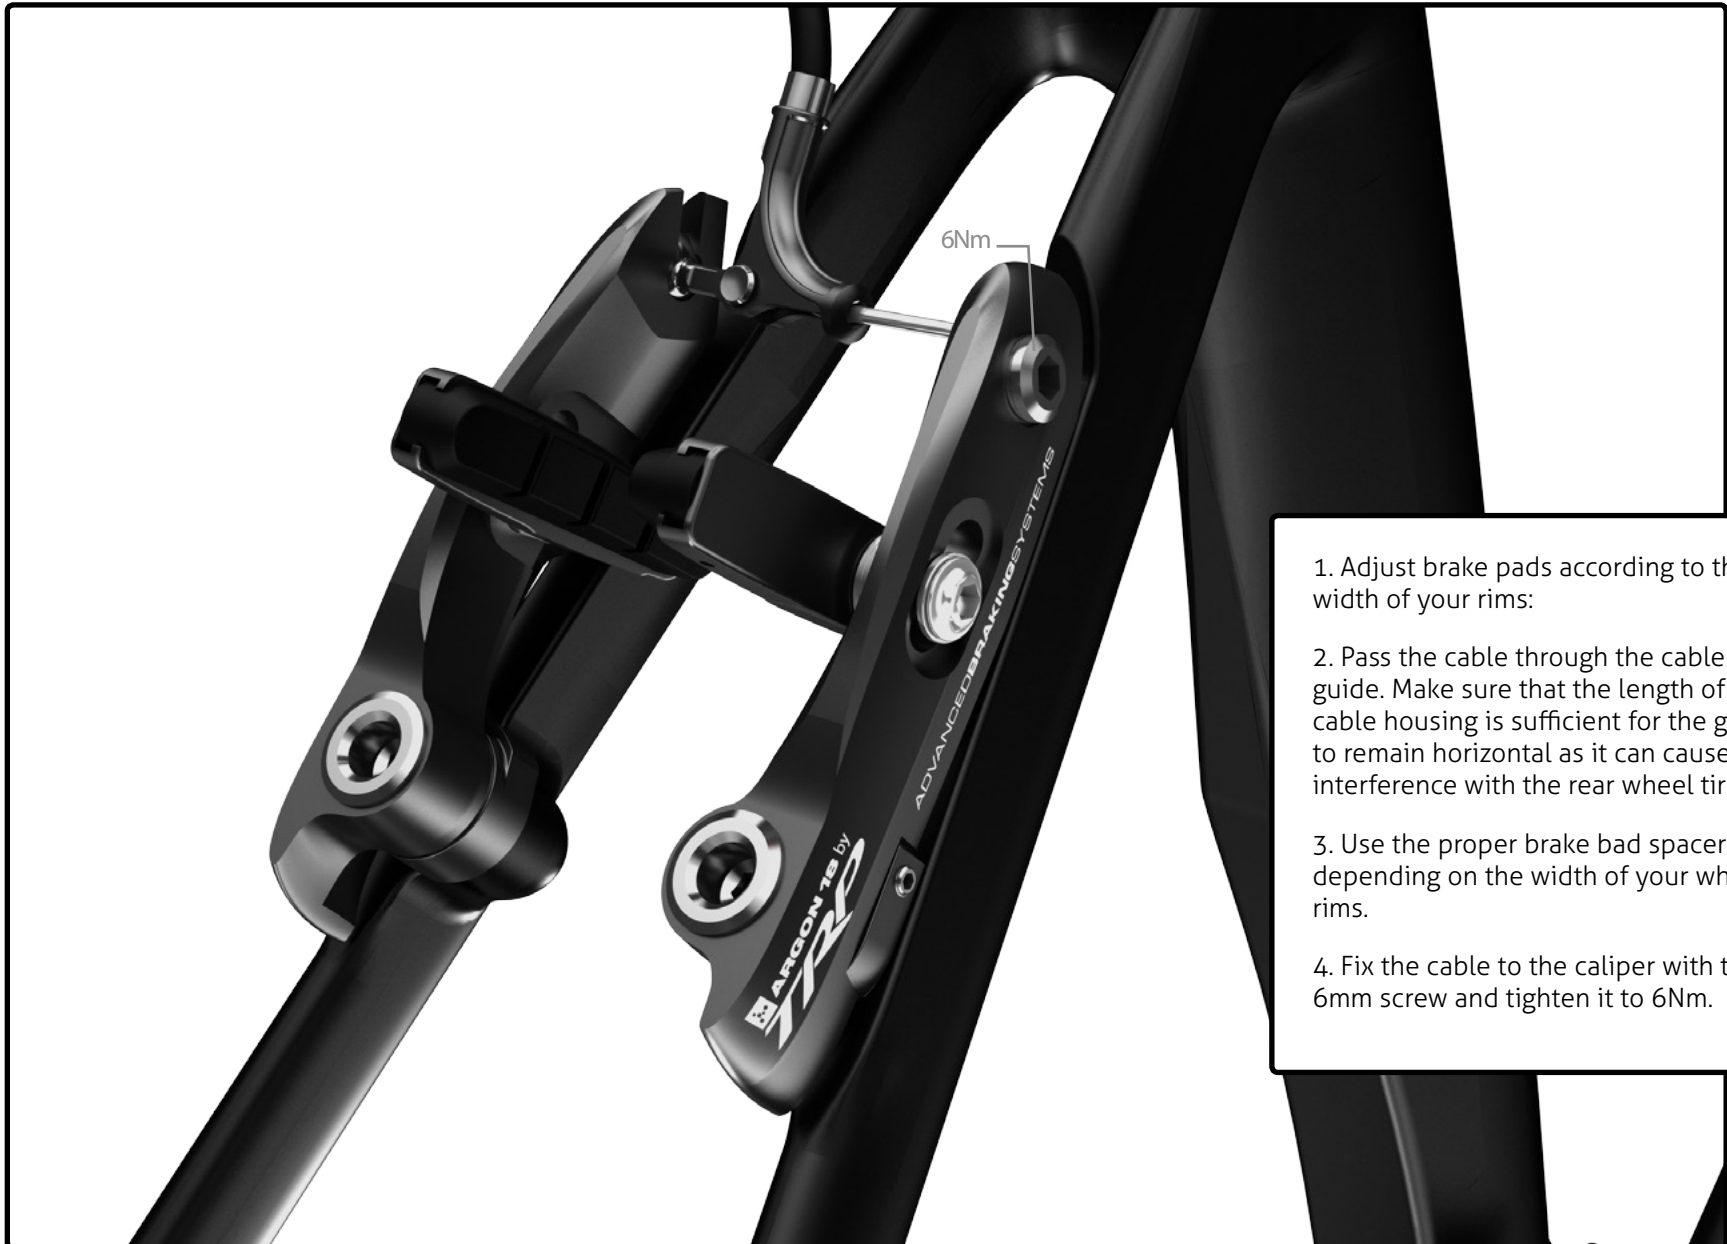 6Nm
ADVANCEDBRAKINGSYSTEMS
ARGON 18 by
TRP
1. Adjust brake pads according to th
width of your rims:
2. Pass the cable through the cable
guide. Make sure that the length of
cable housing is sufficient for the g
to remain horizontal as it can cause
interference with the rear wheel tir
3. Use the proper brake bad spacer
depending on the width of your wh
rims.
4. Fix the cable to the caliper with t
6mm screw and tighten it to 6Nm.